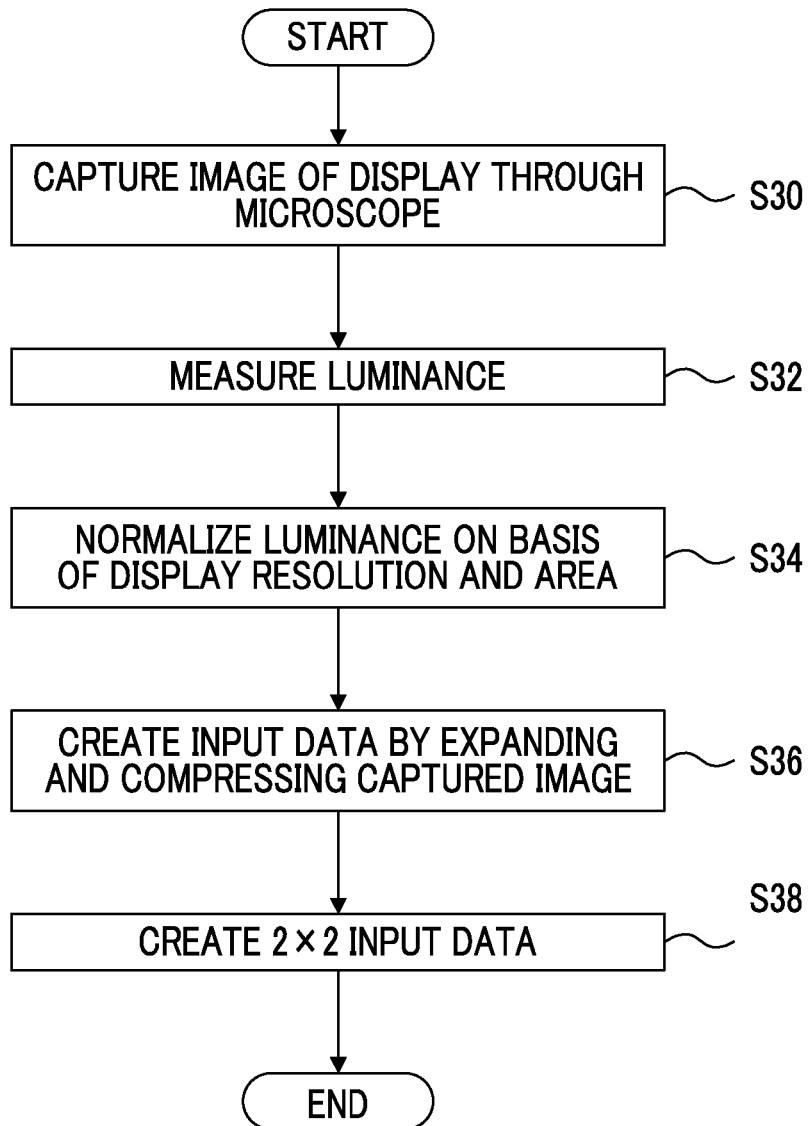 START
CAPTURE IMAGE OF DISPLAY THROUGH
MICROSCOPE
S30
MEASURE LUMINANCE
S32
NORMALIZE LUMINANCE ON BASIS
OF DISPLAY RESOLUTION AND AREA
S34
CREATE INPUT DATA BY EXPANDING
AND COMPRESSING CAPTURED IMAGE
S36
CREATE 2×2 INPUT DATA
S38
END